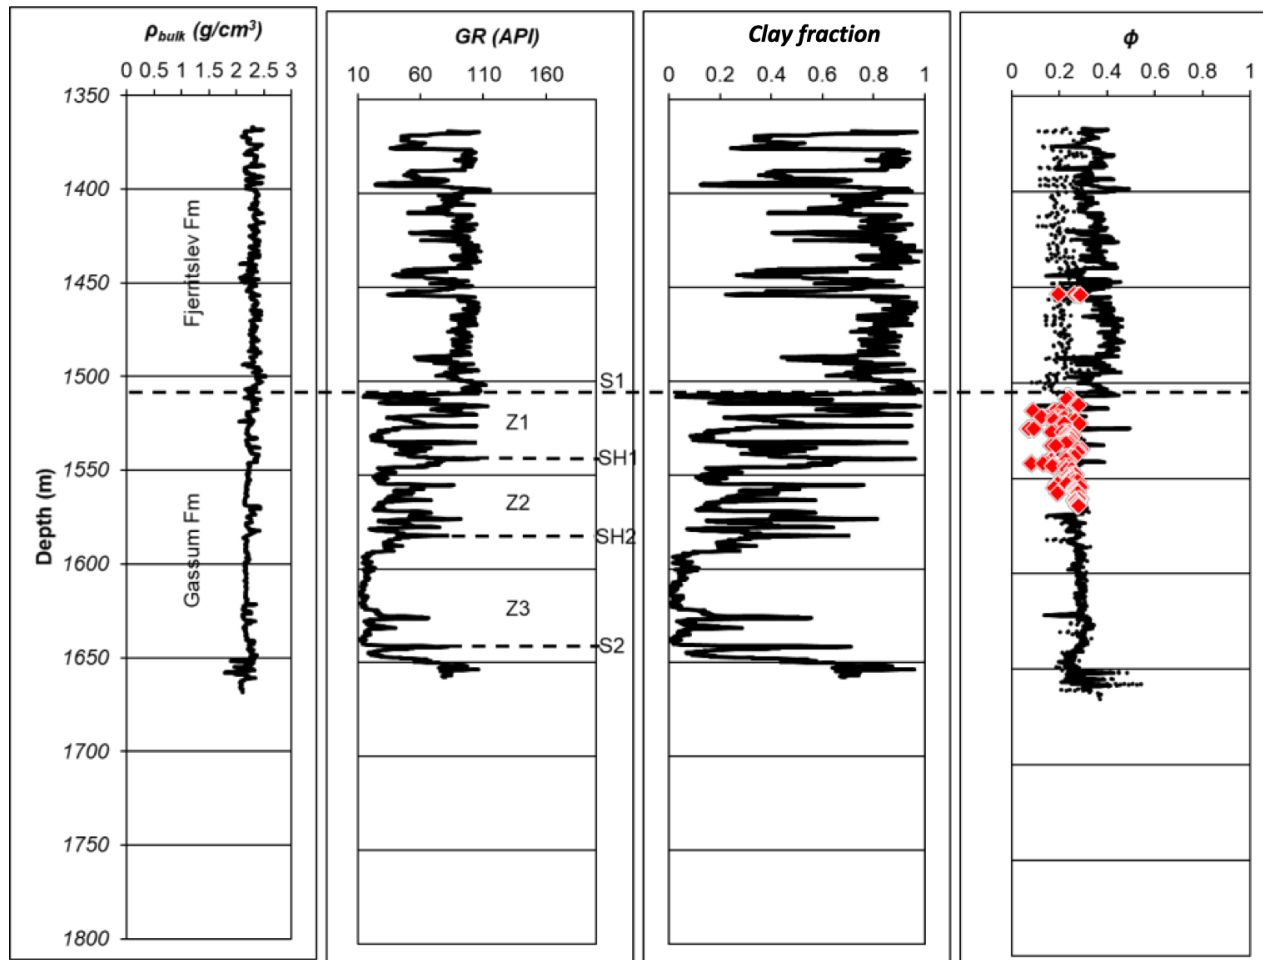 ρbulk (g/cm³)
GR (API)
Clay fraction
ϕ
0 0.5 1 1.5 2 2.5 3
10 60 110 160
0 0.2 0.4 0.6 0.8 1
0 0.2 0.4 0.6 0.8 1
1350
1400
1450
1500
1550
1600
1650
1700
1750
1800
Depth (m)
Fjerritslev Fm
Gassum Fm
S1
Z1
SH1
Z2
SH2
Z3
S2